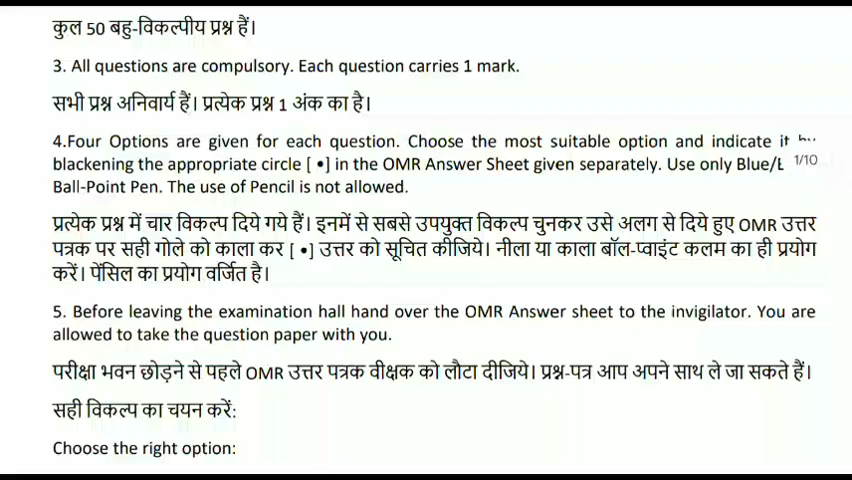 कुल 50 बहु-विकल्पीय प्रश्न हैं।
3. All questions are compulsory. Each question carries 1 mark.
सभी प्रश्न अनिवार्य हैं। प्रत्येक प्रश्न 1 अंक का है।
4.Four Options are given for each question. Choose the most suitable option and indicate it
blackening the appropriate circle [ •] in the OMR Answer Sheet given separately. Use only Blue/ 1/10
Ball-Point Pen. The use of Pencil is not allowed.
प्रत्येक प्रश्न में चार विकल्प दिये गये हैं। इनमें से सबसे उपयुक्त विकल्प चुनकर उसे अलग से दिये हुए OMR उत्तर
पत्रक पर सही गोले को काला कर [ •] उत्तर को सूचित कीजिये। नीला या काला बॉल-प्वाइंट कलम का ही प्रयोग
करें। पेंसिल का प्रयोग वर्जित है।
5. Before leaving the examination hall hand over the OMR Answer sheet to the invigilator. You are
allowed to take the question paper with you.
परीक्षा भवन छोड़ने से पहले OMR उत्तर पत्रक वीक्षक को लौटा दीजिये। प्रश्न-पत्र आप अपने साथ ले जा सकते हैं।
सही विकल्प का चयन करें:
Choose the right option: